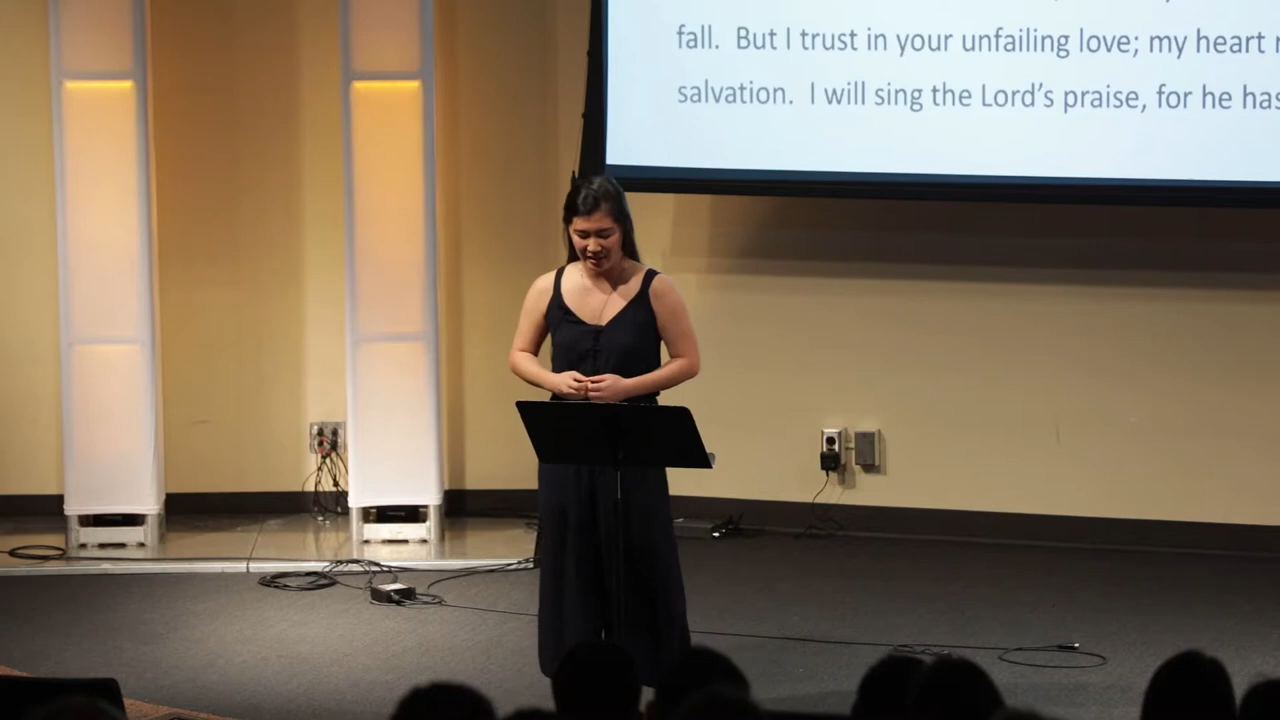 fall. But I trust in your unfailing love; my heart
salvation. I will sing the Lord's praise, for he has